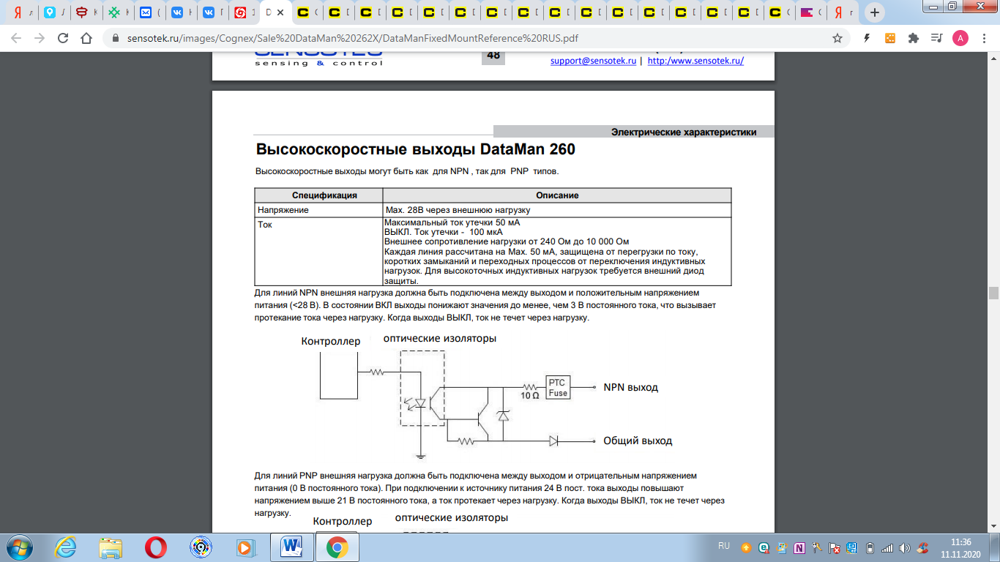 sensotek.ru/images/Cognex/Sale%20DataMan%20262X/DataManFixedMountReference%20RUS.pdf
A
sensing & control
48
support@sensotek.ru | http:/www.sensotek.ru/
Электрические характеристики
Высокоскоростные выходы DataMan 260
Высокоскоростные выходы могут быть как для NPN , так для PNP типов.
Спецификация Описание
Напряжение Max. 28В через внешнюю нагрузку
Ток Максимальный ток утечки 50 мА
ВЫКЛ. Ток утечки - 100 мкА
Внешнее сопротивление нагрузки от 240 Ом до 10 000 Ом
Каждая линия рассчитана на Max. 50 мА, защищена от перегрузки по току,
коротких замыканий и переходных процессов от переключения индуктивных
нагрузок. Для высокоточных индуктивных нагрузок требуется внешний диод
защиты.
Для линий NPN внешняя нагрузка должна быть подключена между выходом и положительным напряжением
питания (<28 В). В состоянии ВКЛ выходы понижают значения до менее, чем 3 В постоянного тока, что вызывает
протекание тока через нагрузку. Когда выходы ВЫКЛ, ток не течет через нагрузку.
Контроллер оптические изоляторы
10 Ω
PTC
Fuse
NPN выход
Общий выход
Для линий PNP внешняя нагрузка должна быть подключена между выходом и отрицательным напряжением
питания (0 В постоянного тока). При подключении к источнику питания 24 В пост. тока выходы повышают
напряжением выше 21 В постоянного тока, а ток протекает через нагрузку. Когда выходы ВЫКЛ, ток не течет через
нагрузку.
Контроллер оптические изоляторы
RU
11:36
11.11.2020